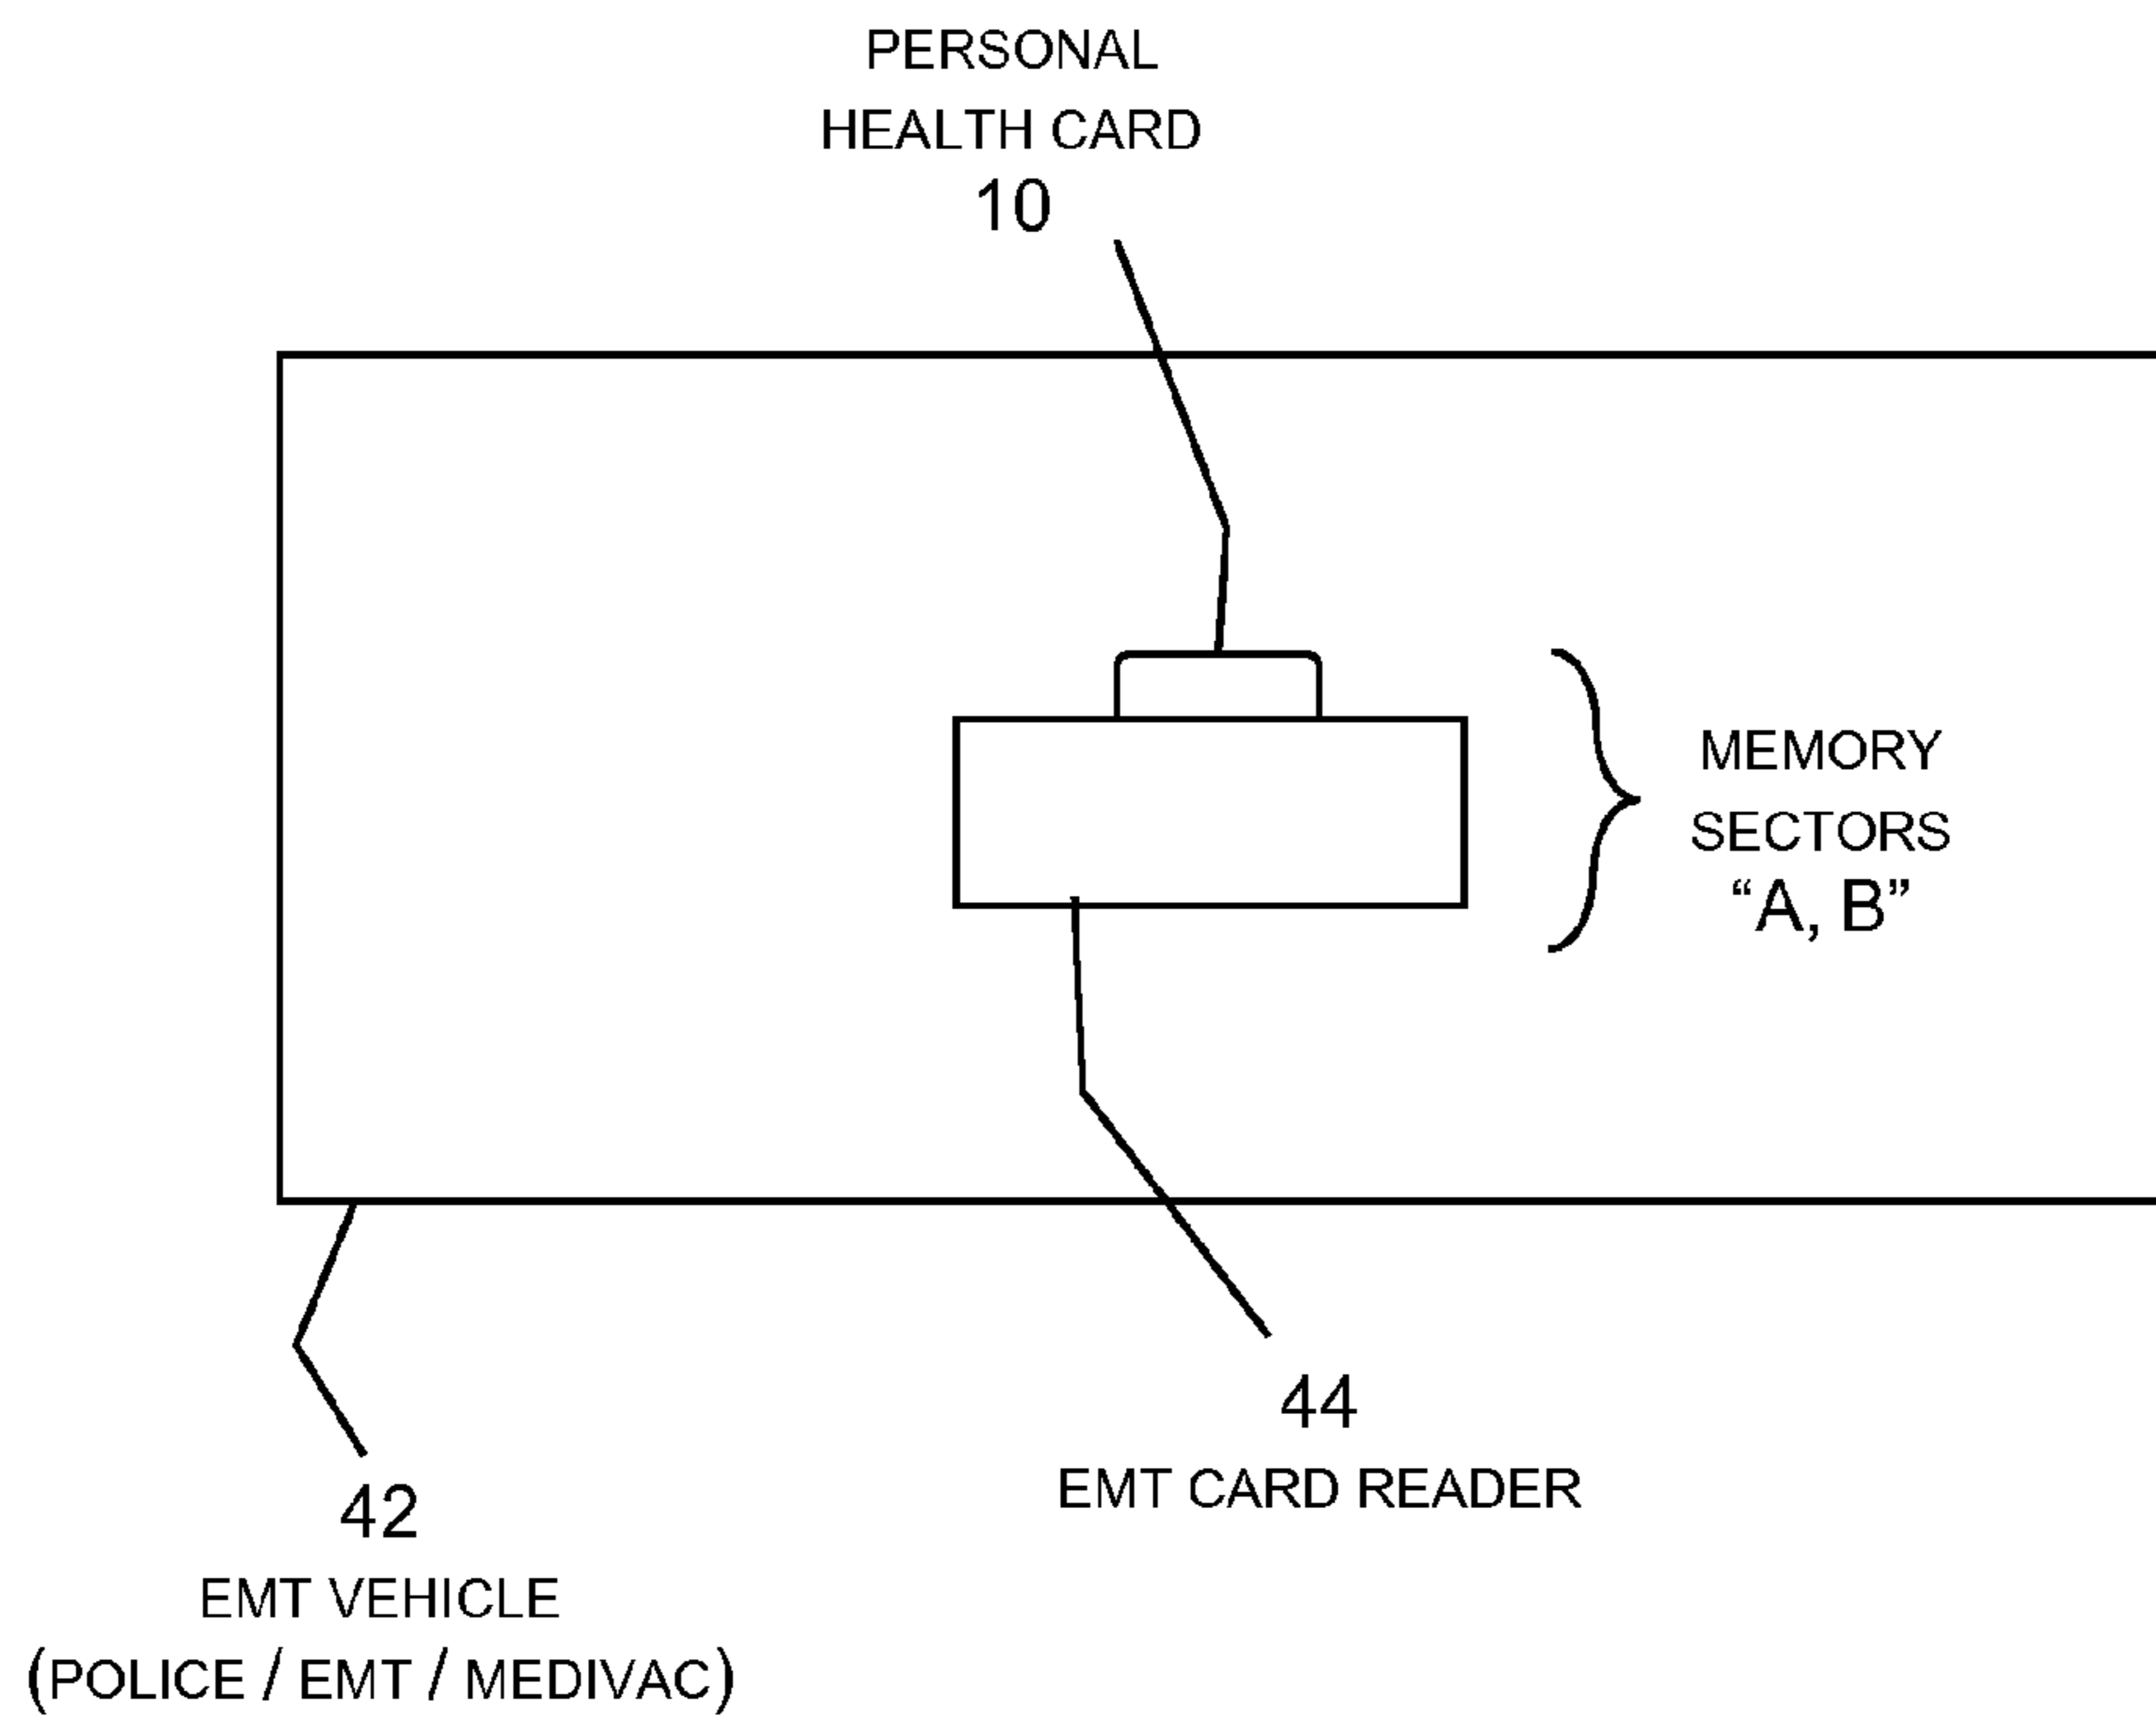 PERSONAL
HEALTH CARD
10
MEMORY
SECTORS
“A, B”
44
EMT CARD READER
42
EMT VEHICLE
(POLICE / EMT / MEDIVAC)